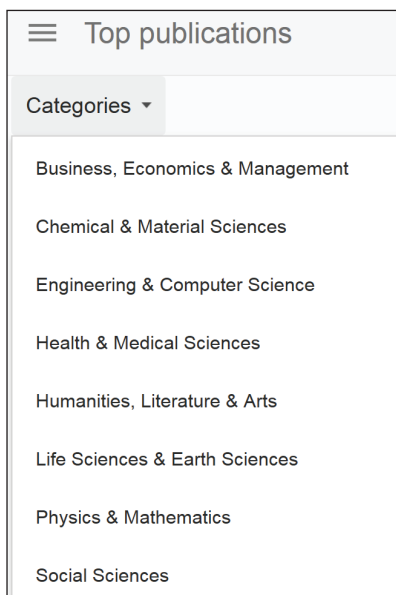 Top publications
Categories
Business, Economics & Management
Chemical & Material Sciences
Engineering & Computer Science
Health & Medical Sciences
Humanities, Literature & Arts
Life Sciences & Earth Sciences
Physics & Mathematics
Social Sciences